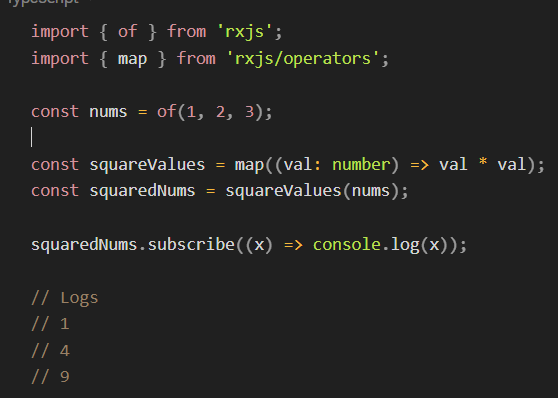 TypeScript
import { of } from 'rxjs';
import { map } from 'rxjs/operators';
const nums = of(1, 2, 3);
const squareValues = map((val: number) => val * val);
const squaredNums = squareValues(nums);
squaredNums.subscribe((x) => console.log(x));
// Logs
// 1
// 4
// 9